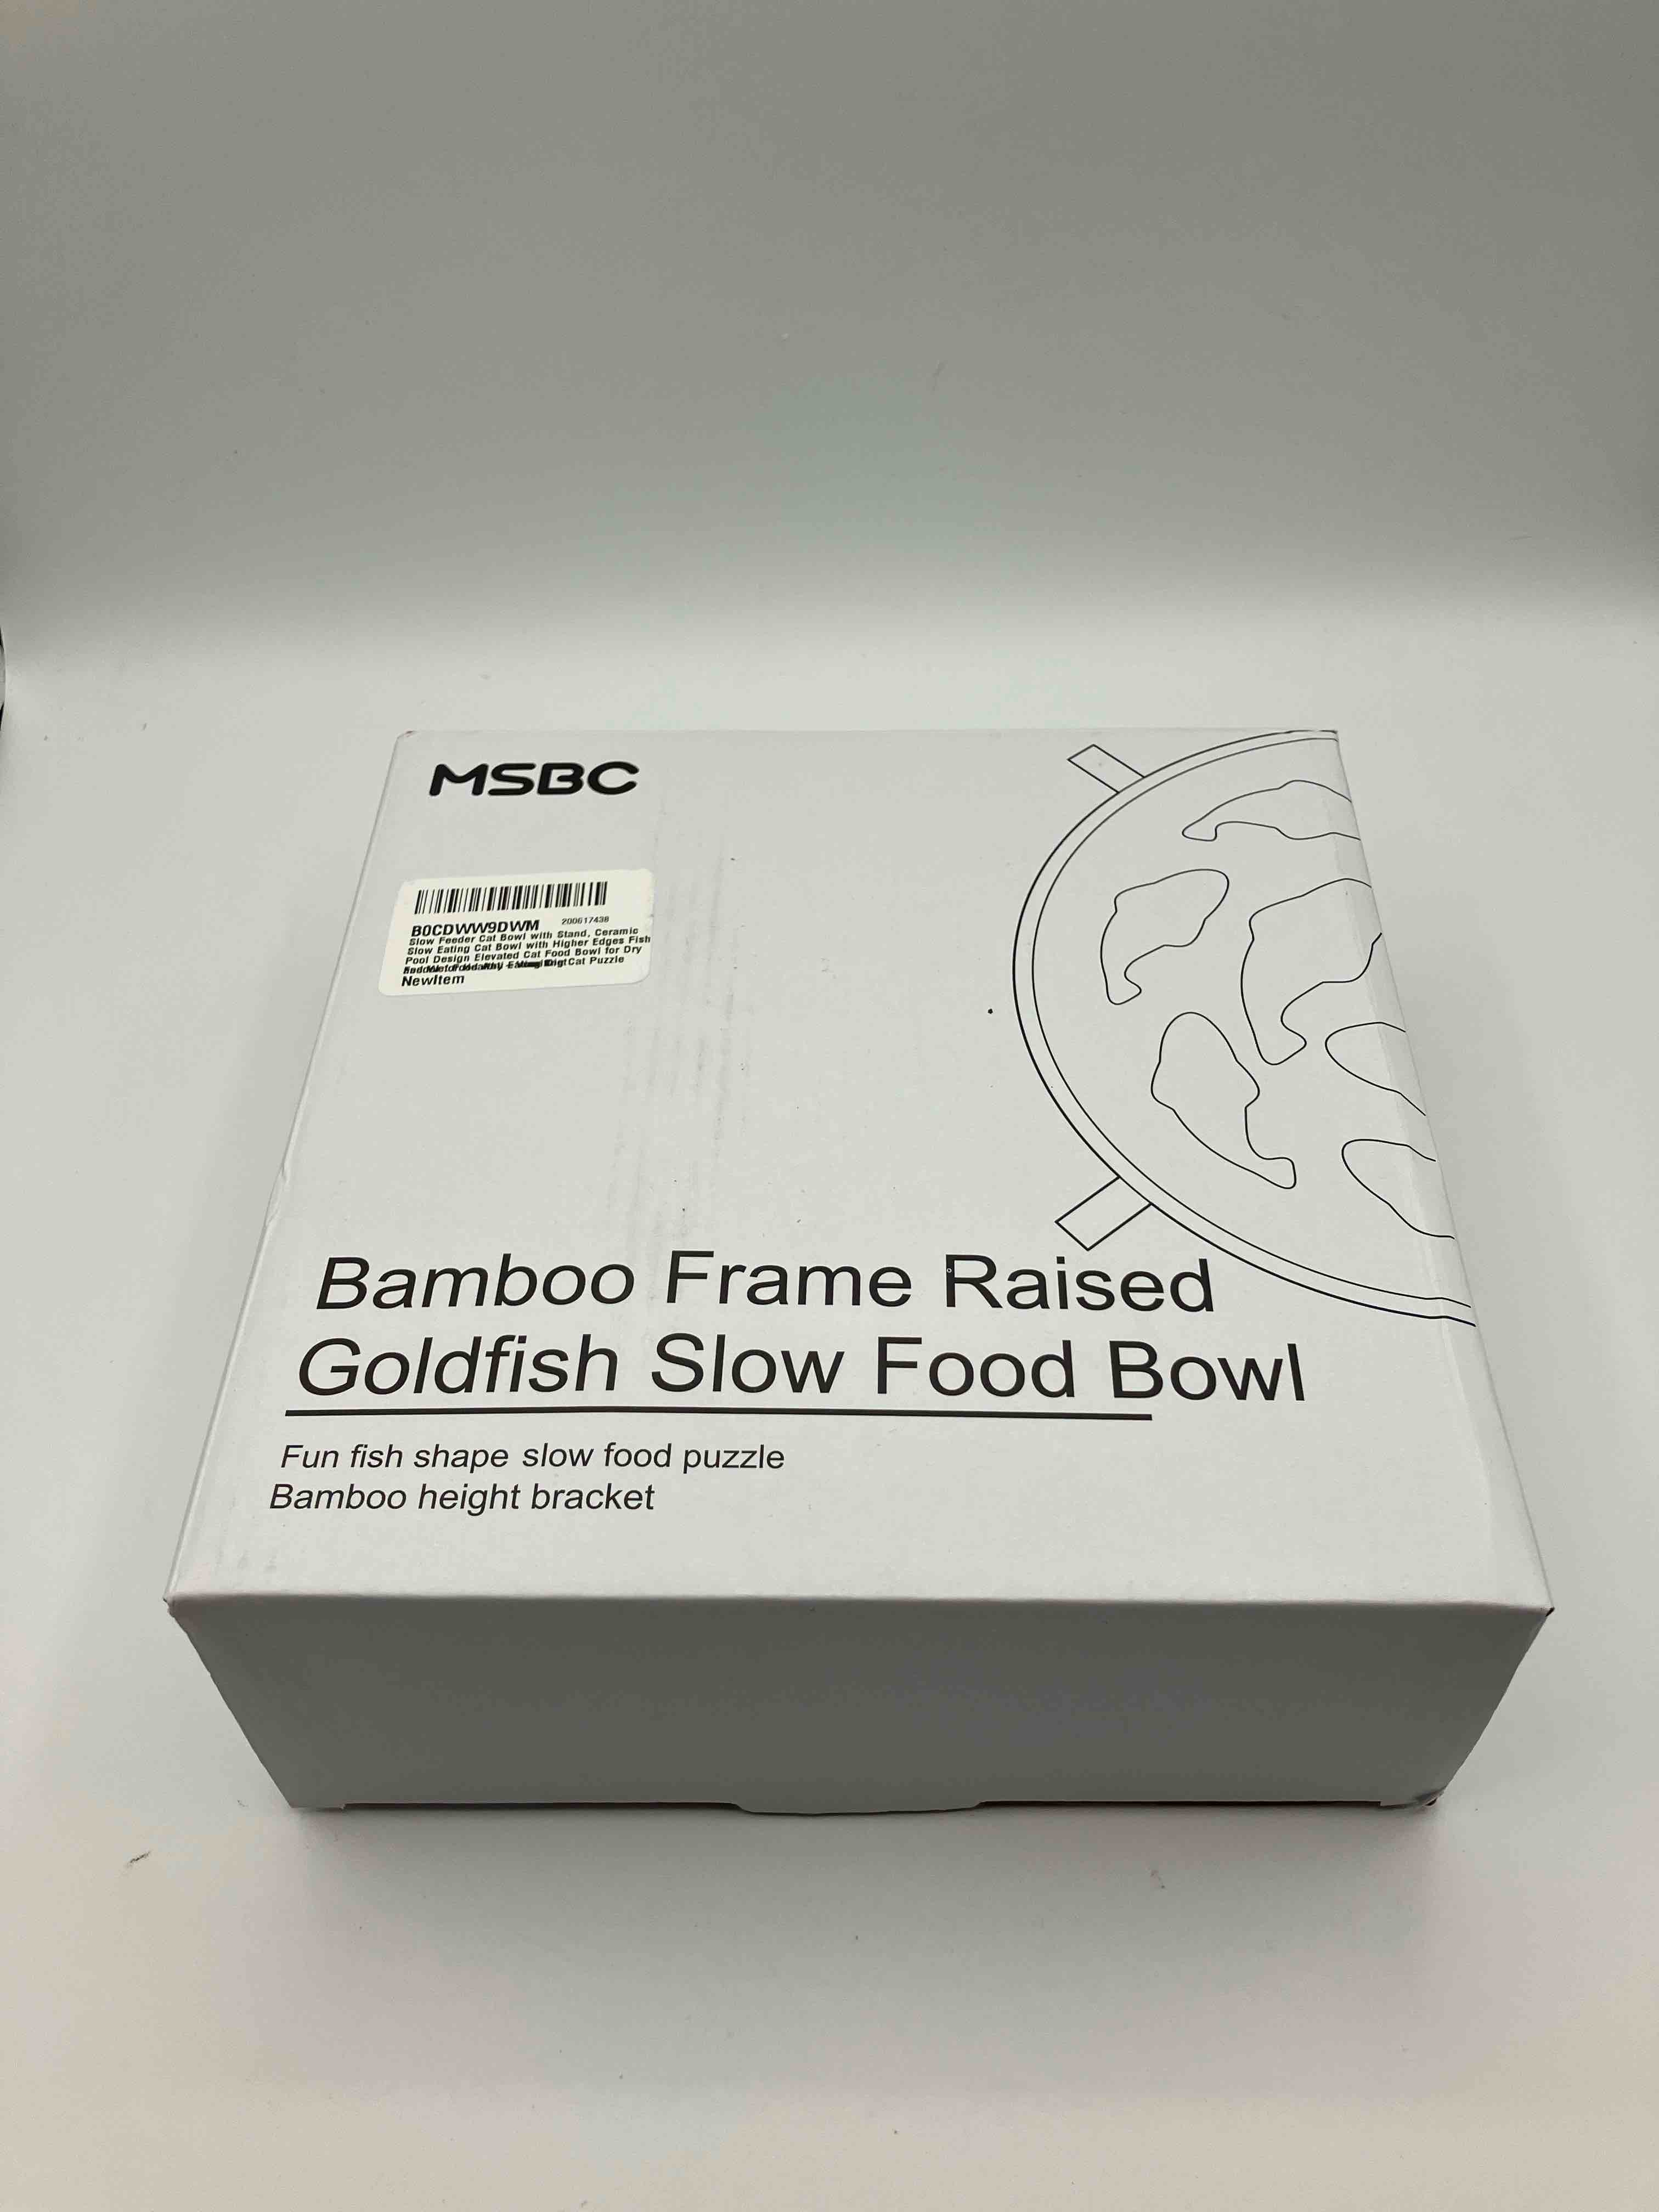 MSBC
B0CDWW9DWM 200617438
Slow Feeder Cat Bowl with Stand, Ceramic
Slow Eating Cat Bowl with Higher Edges Fish
Pool Design Elevated Cat Food Bowl for Dry
Cat Puzzle
NewItem
Bamboo Frame Raised
Goldfish Slow Food Bowl
Fun fish shape slow food puzzle
Bamboo height bracket